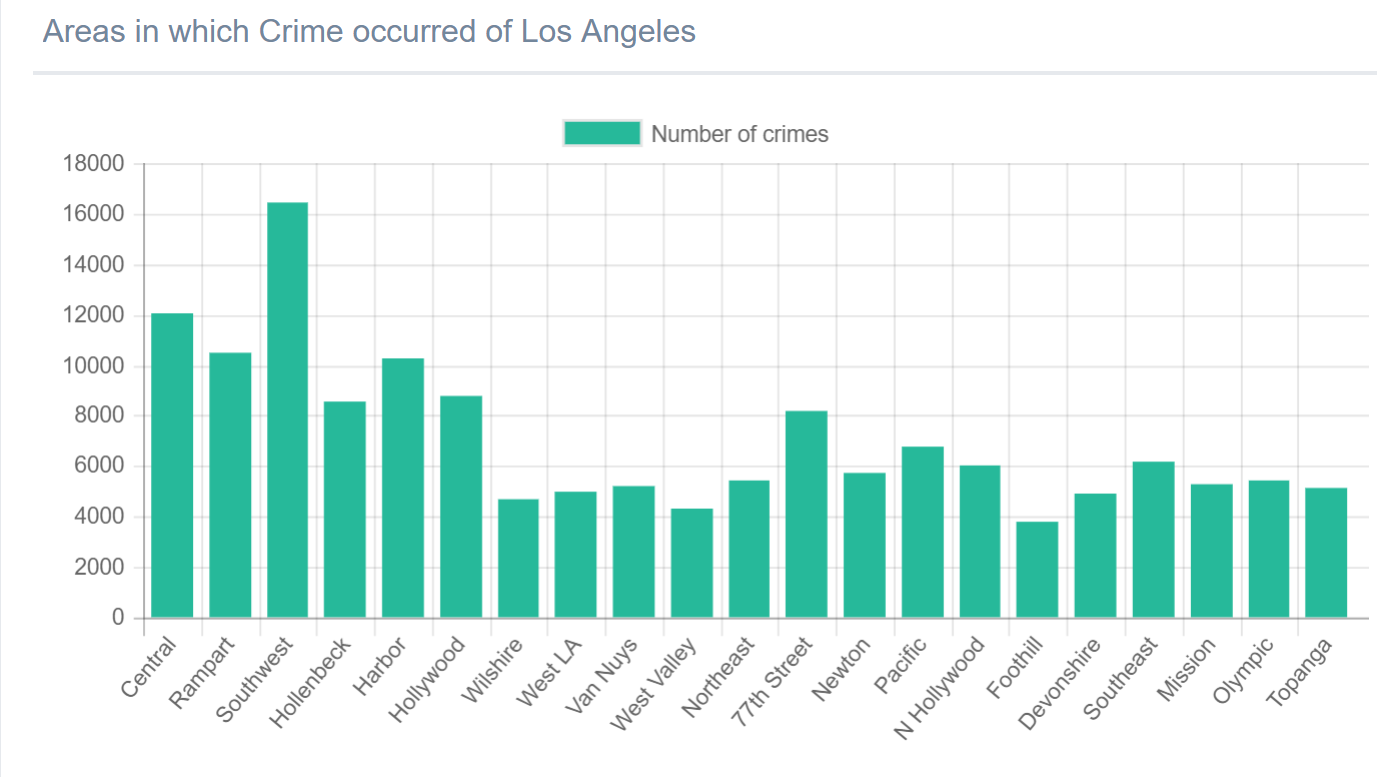 Areas in which Crime occurred of Los Angeles
Number of crimes
18000
16000
14000
12000
10000
8000
6000
4000
2000
0
Central
Rampart
Southwest
Hollenbeck
Harbor
Hollywood
Wilshire
West LA
Van Nuys
West Valley
Northeast
77th Street
Newton
Pacific
N Hollywood
Foothill
Devonshire
Southeast
Mission
Olympic
Topanga